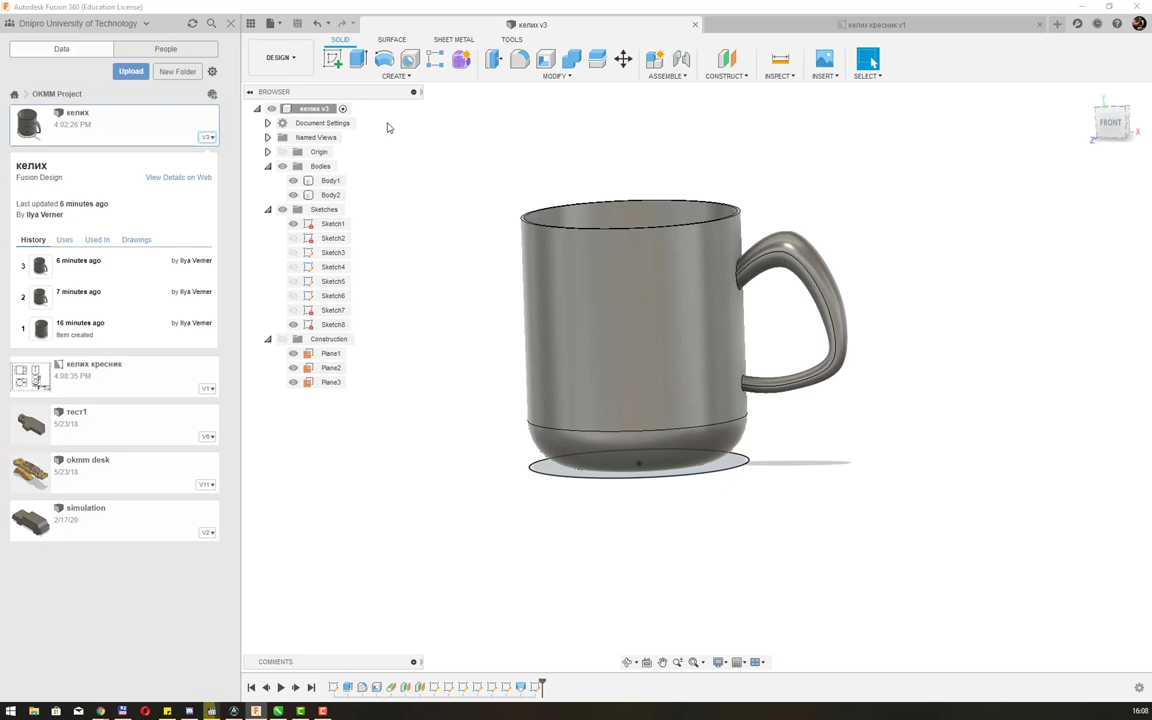 Autodesk Fusion 360 (Education License)
Dnipro University of Technology
келих v3
келих кресник v1
Data
People
Upload
New Folder
OKMM Project
келих
4:02:26 PM
V3
келих
Fusion Design
View Details on Web
Last updated 6 minutes ago
By Ilya Verner
History
Uses
Used In
Drawings
3
6 minutes ago
by Ilya Verner
2
7 minutes ago
by Ilya Verner
1
16 minutes ago
by Ilya Verner
Item created
келих кресник
4:08:35 PM
V1
тест1
5/23/18
V6
okmm desk
5/23/18
V11
simulation
2/17/20
V2
DESIGN
SOLID
SURFACE
SHEET METAL
TOOLS
CREATE
MODIFY
ASSEMBLE
CONSTRUCT
INSPECT
INSERT
SELECT
BROWSER
келих v3
Document Settings
Named Views
Origin
Bodies
Body1
Body2
Sketches
Sketch1
Sketch2
Sketch3
Sketch4
Sketch5
Sketch6
Sketch7
Sketch8
Construction
Plane1
Plane2
Plane3
Y
FRONT
X
Z
COMMENTS
16:08